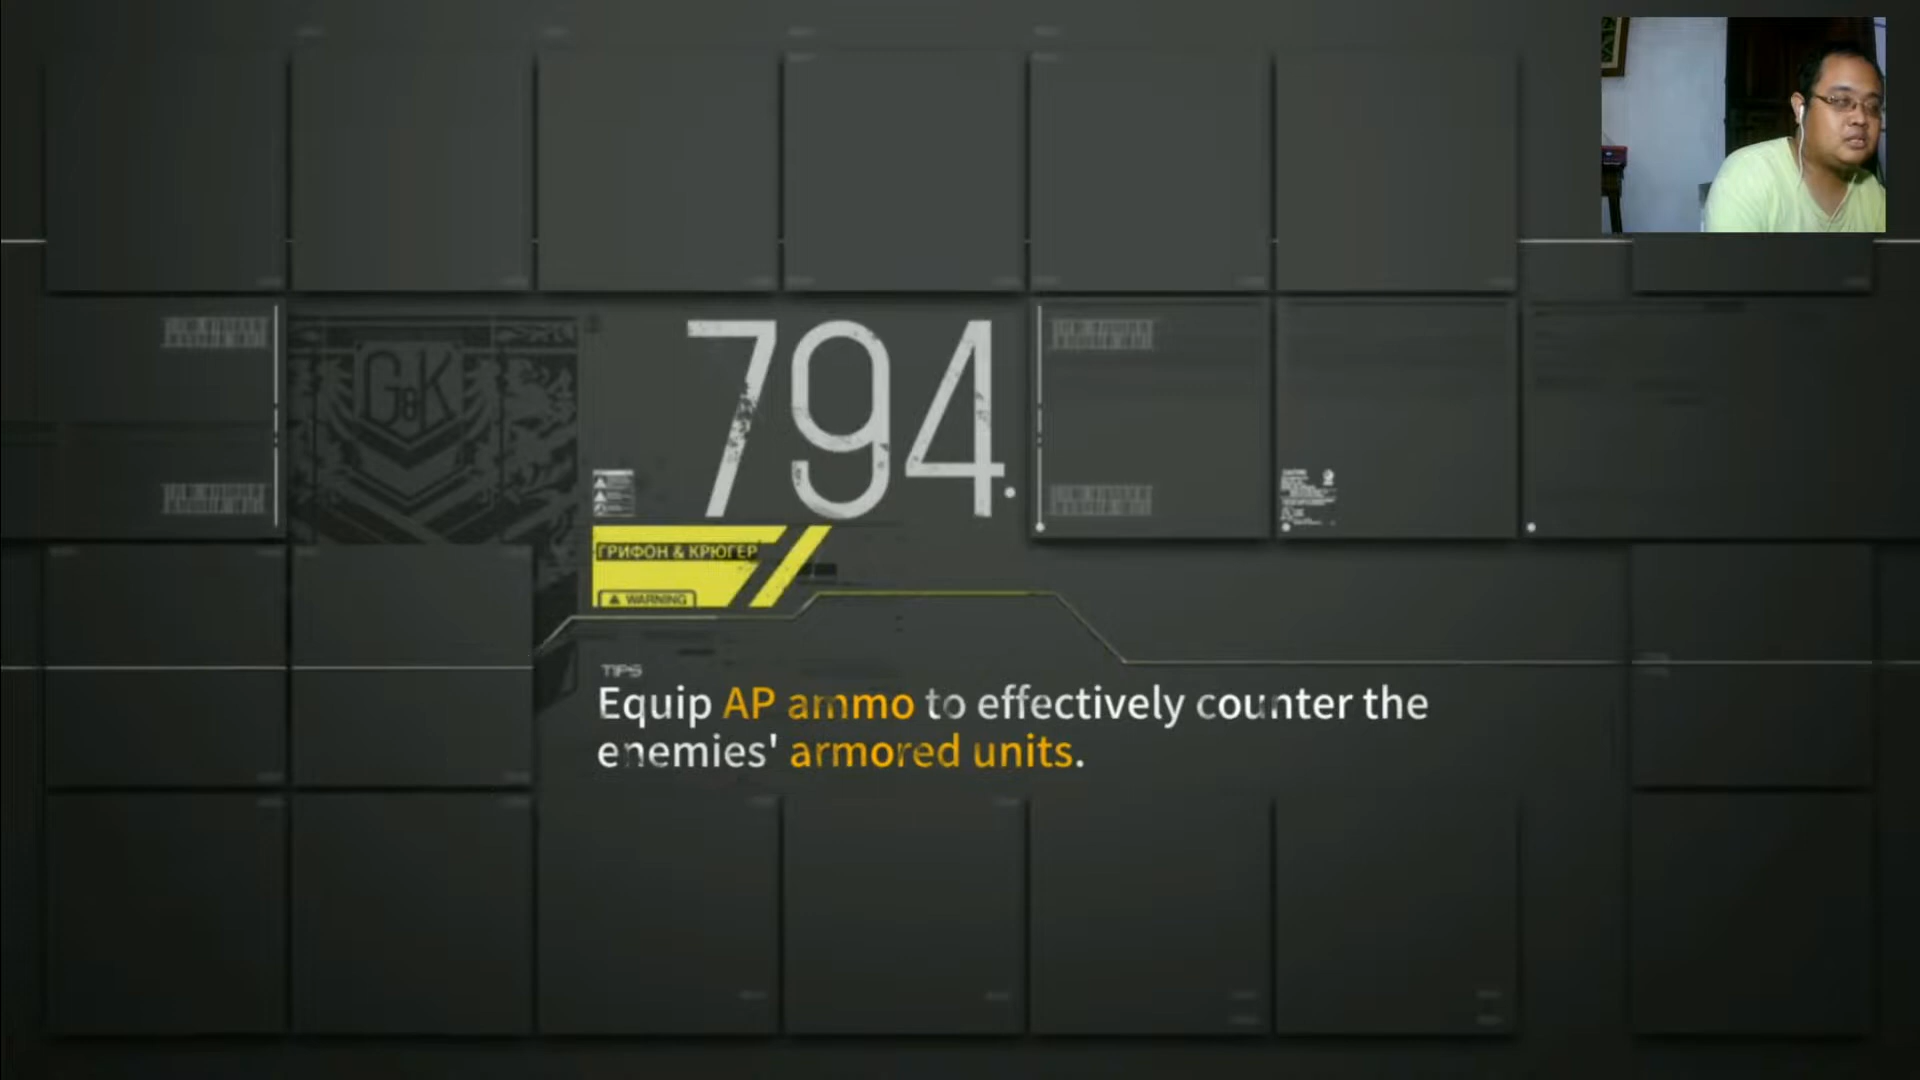 G&K
794.
ГРИФОН & КРЮГЕР
WARNING
TIPS
Equip AP ammo to effectively counter the
enemies' armored units.